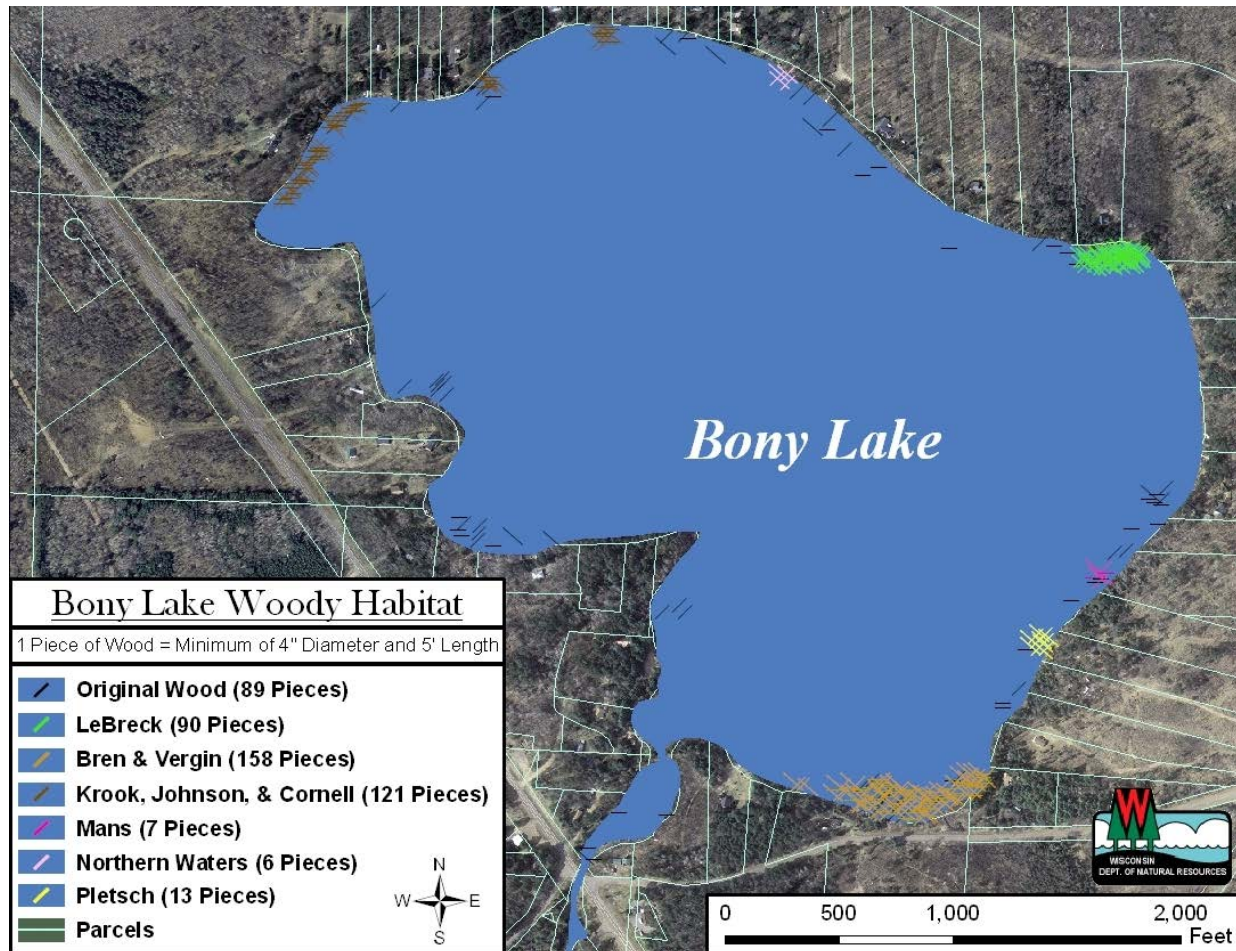 Bony Lake
Bony Lake Woody Habitat
1 Piece of Wood = Minimum of 4" Diameter and 5' Length
Original Wood (89 Pieces)
LeBreck (90 Pieces)
Bren & Vergin (158 Pieces)
Krook, Johnson, & Cornell (121 Pieces)
Mans (7 Pieces)
Northern Waters (6 Pieces)
Pletsch (13 Pieces)
Parcels
N
W E
S
W
WISCONSIN
DEPT. OF NATURAL RESOURCES
0 500 1,000 2,000
Feet